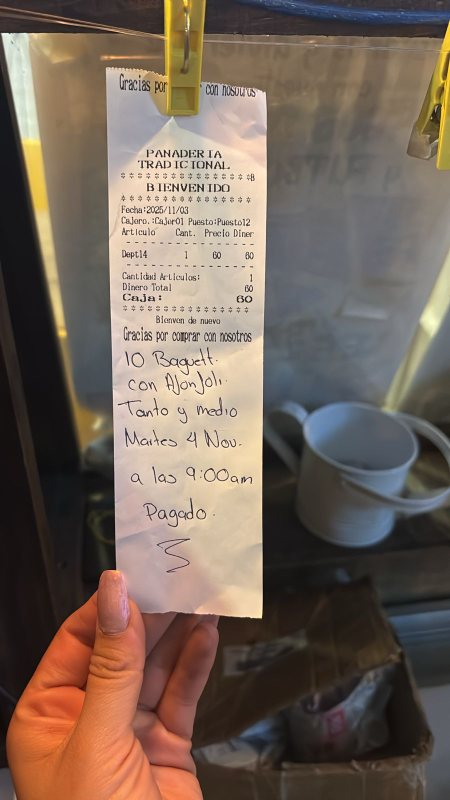 Gracias por con nosotros
PANADERIA
TRADICIONAL
************************B
BIENVENIDO
************************
Fecha:2025/11/03
Cajero.:Cajer01 Puesto:Puesto12
Articulo Cant. Precio Diner
Dept14 1 60 60
Cantidad Articulos: 1
Dinero Total 60
Caja: 60
************************
Bienven de nuevo
Gracias por comprar con nosotros
10 Baguett.
con AJonJoli.
Tanto y medio
Martes 4 Nov.
a las 9:00am
Pagado.